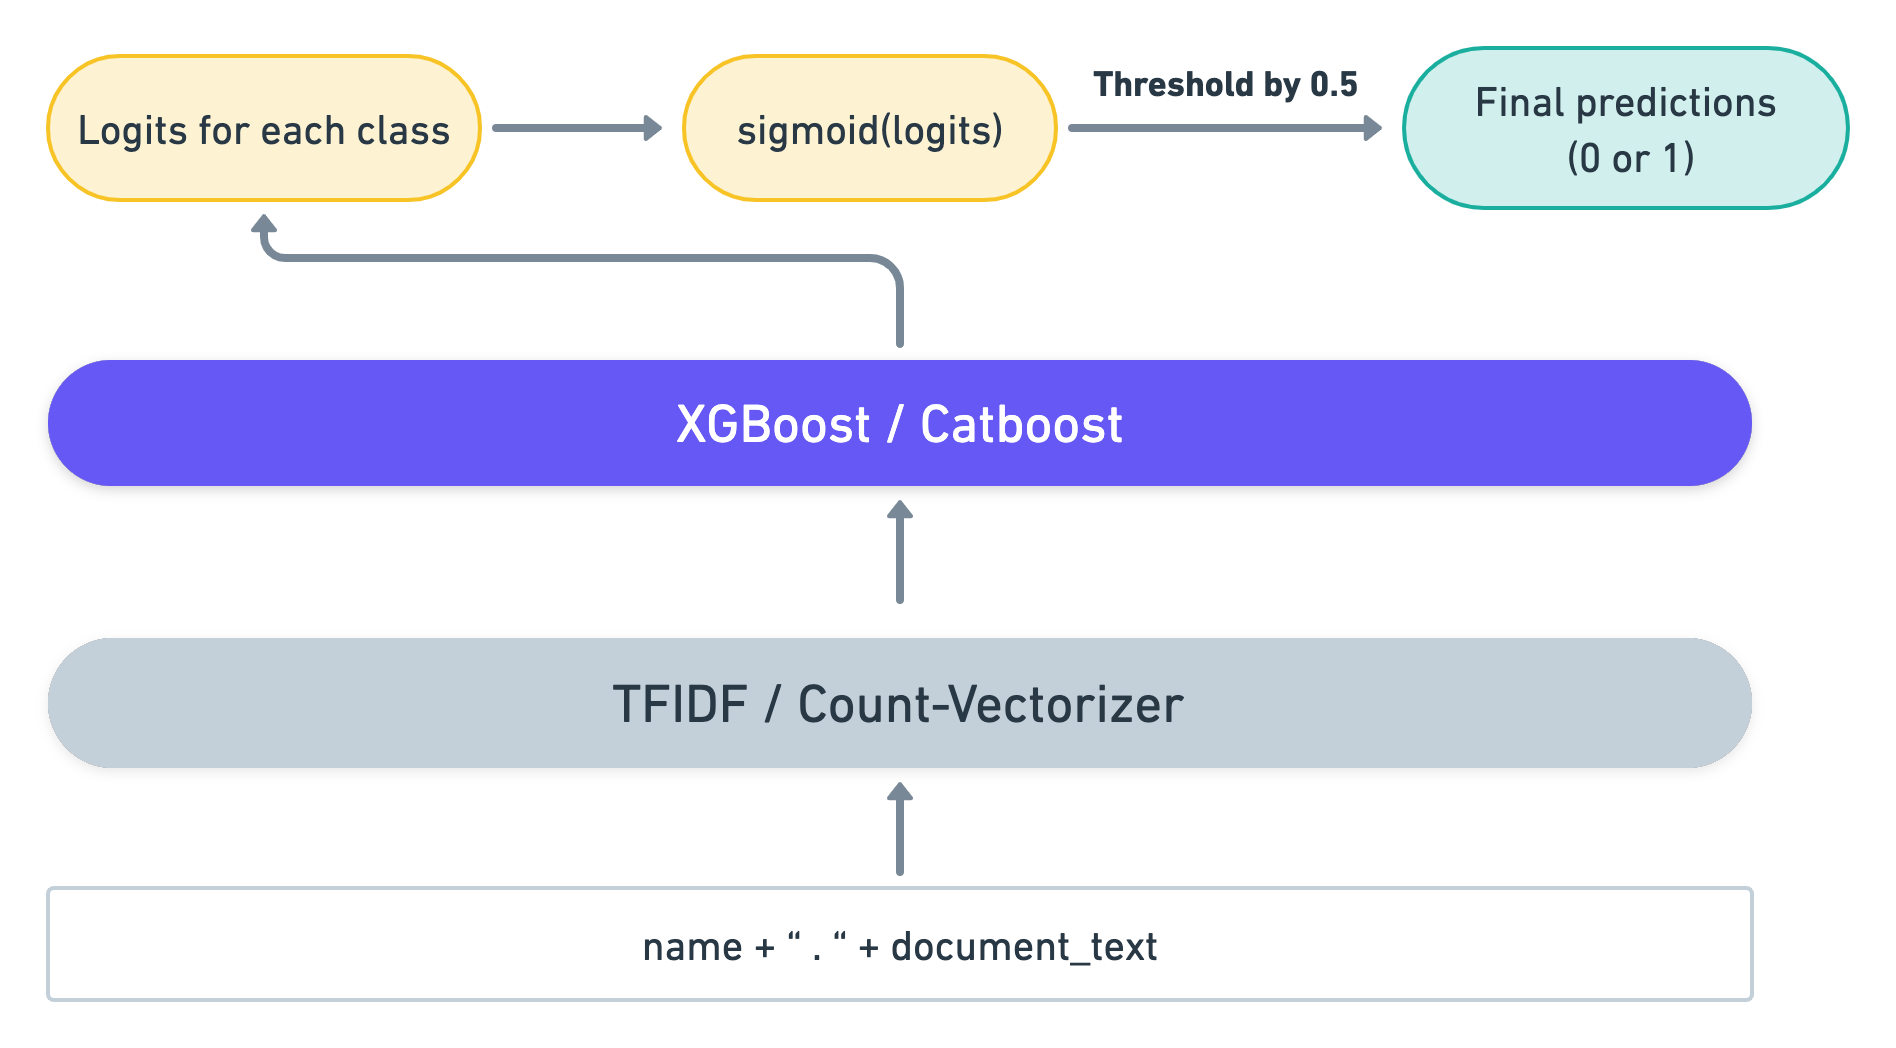 Logits for each class
sigmoid(logits)
Threshold by 0.5
Final predictions
(0 or 1)
XGBoost / Catboost
TFIDF / Count-Vectorizer
name + “ . “ + document_text